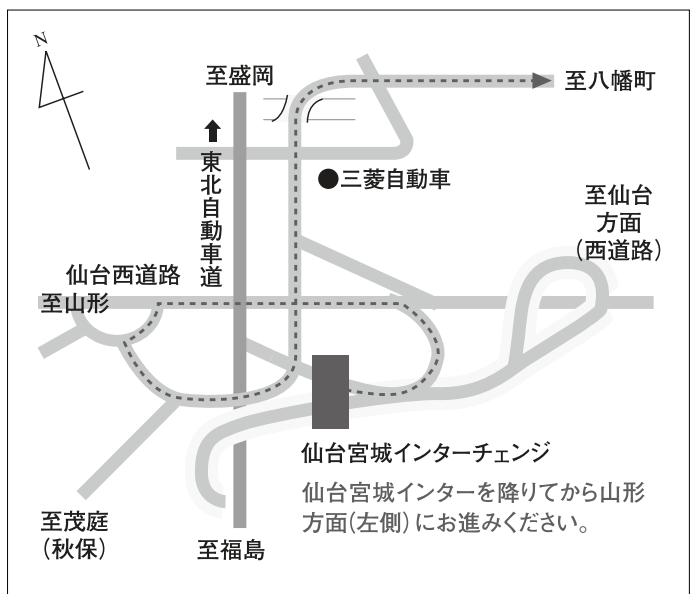 N
至盛岡
至八幡町
東北自動車道
●三菱自動車
至仙台
方面
(西道路)
仙台西道路
至山形
仙台宮城インターチェンジ
仙台宮城インターを降りてから山形
方面(左側)にお進みください。
至茂庭
(秋保)
至福島